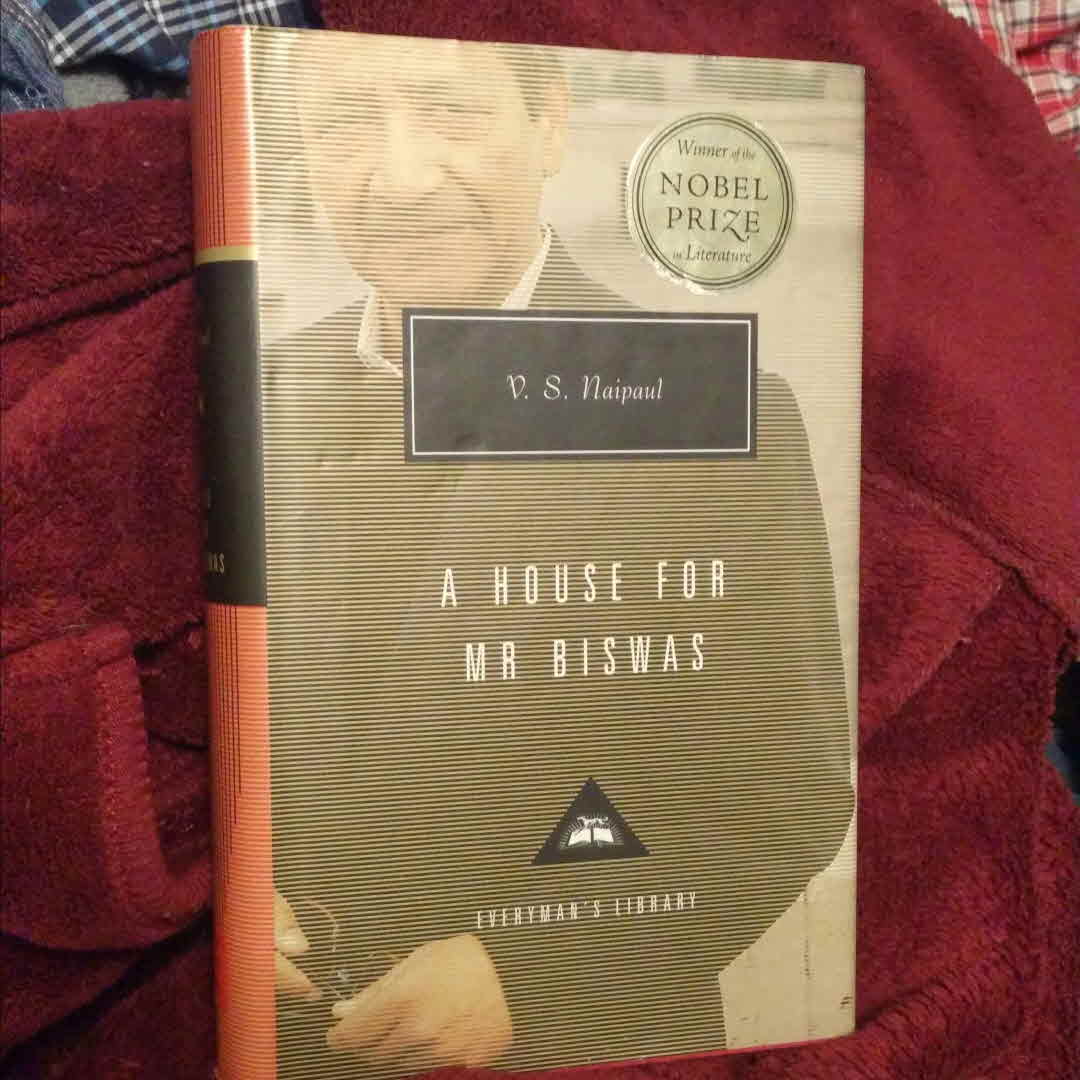 Winner of the
NOBEL
PRIZE
in Literature
V. S. Naipaul
A HOUSE FOR
MR BISWAS
EVERYMAN'S LIBRARY